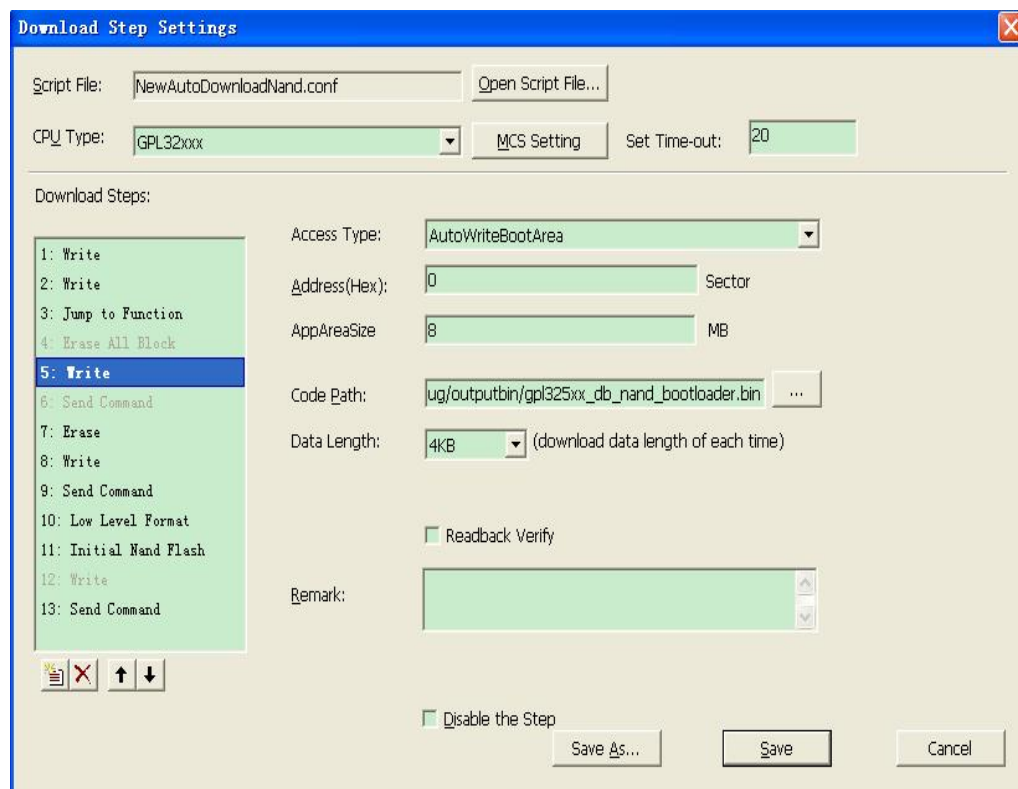 Download Step Settings
Script File: NewAutoDownloadNand.conf Open Script File...
CPU Type: GPL32xxx MCS Setting Set Time-out: 20
Download Steps:
1: Write
2: Write
3: Jump to Function
4: Erase All Block
5: Write
6: Send Command
7: Erase
8: Write
9: Send Command
10: Low Level Format
11: Initial Nand Flash
12: Write
13: Send Command
Access Type: AutoWriteBootArea
Address(Hex): 0 Sector
AppAreaSize 8 MB
Code Path: ug/outputbin/gpl325xx_db_nand_bootloader.bin ...
Data Length: 4KB (download data length of each time)
Readback Verify
Remark:
Disable the Step
Save As... Save Cancel